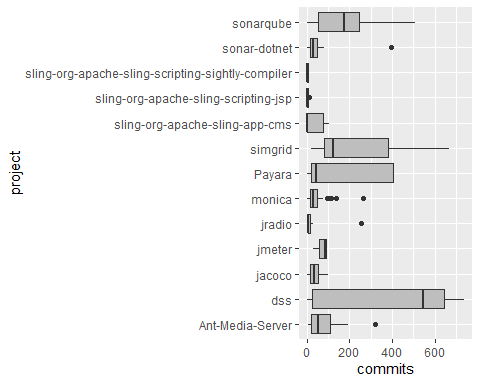 sonarqube
sonar-dotnet
sling-org-apache-sling-scripting-sightly-compiler
sling-org-apache-sling-scripting-jsp
sling-org-apache-sling-app-cms
simgrid
Payara
monica
jradio
jmeter
jacoco
dss
Ant-Media-Server
project
0 200 400 600
commits